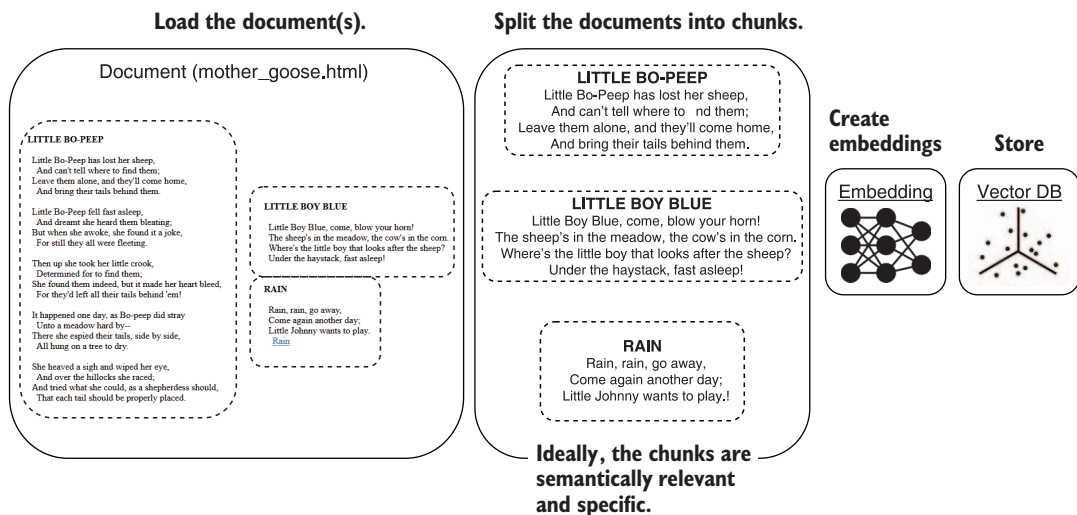 Load the document(s).
Document (mother_goose.html)
LITTLE BO-PEEP
Little Bo-Peep has lost her sheep,
And can't tell where to find them;
Leave them alone, and they'll come home,
And bring their tails behind them.
Little Bo-Peep fell fast asleep,
And dreamt she heard them bleating;
But when she awoke, she found it a joke,
For still they all were fleeting.
Then up she took her little crook,
Determined for to find them;
She found them indeed, but it made her heart bleed,
For they'd left all their tails behind 'em!
It happened one day, as Bo-peep did stray
Unto a meadow hard by--
There she espied their tails, side by side,
All hung on a tree to dry.
She heaved a sigh and wiped her eye,
And over the hillocks she raced;
And tried what she could, as a shepherdess should,
That each tail should be properly placed.
LITTLE BOY BLUE
Little Boy Blue, come, blow your horn!
The sheep's in the meadow, the cow's in the corn.
Where's the little boy that looks after the sheep?
Under the haystack, fast asleep!
RAIN
Rain, rain, go away,
Come again another day;
Little Johnny wants to play.
Rain
Split the documents into chunks.
LITTLE BO-PEEP
Little Bo-Peep has lost her sheep,
And can't tell where to nd them;
Leave them alone, and they'll come home,
And bring their tails behind them.
LITTLE BOY BLUE
Little Boy Blue, come, blow your horn!
The sheep's in the meadow, the cow's in the corn.
Where's the little boy that looks after the sheep?
Under the haystack, fast asleep!
RAIN
Rain, rain, go away,
Come again another day;
Little Johnny wants to play.!
Ideally, the chunks are
semantically relevant
and specific.
Create
embeddings
Embedding
Store
Vector DB